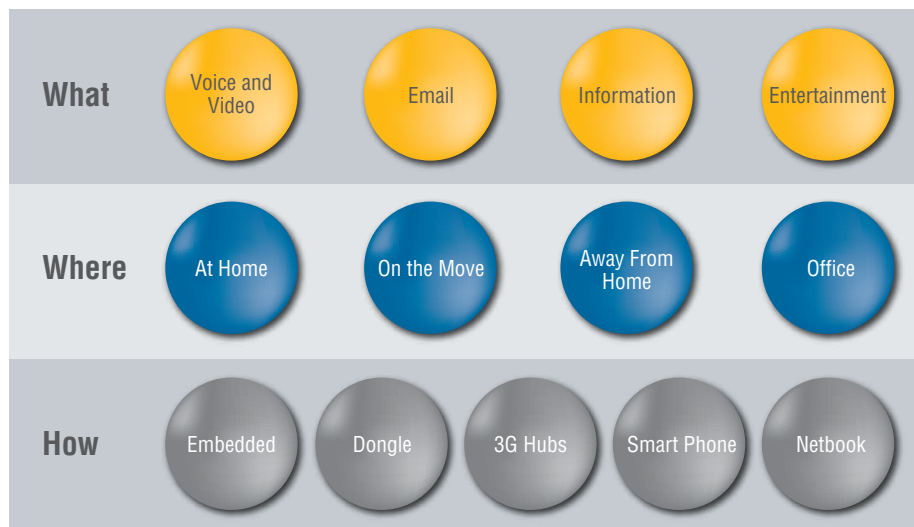 What
Voice and
Video
Email
Information
Entertainment
Where
At Home
On the Move
Away From
Home
Office
How
Embedded
Dongle
3G Hubs
Smart Phone
Netbook